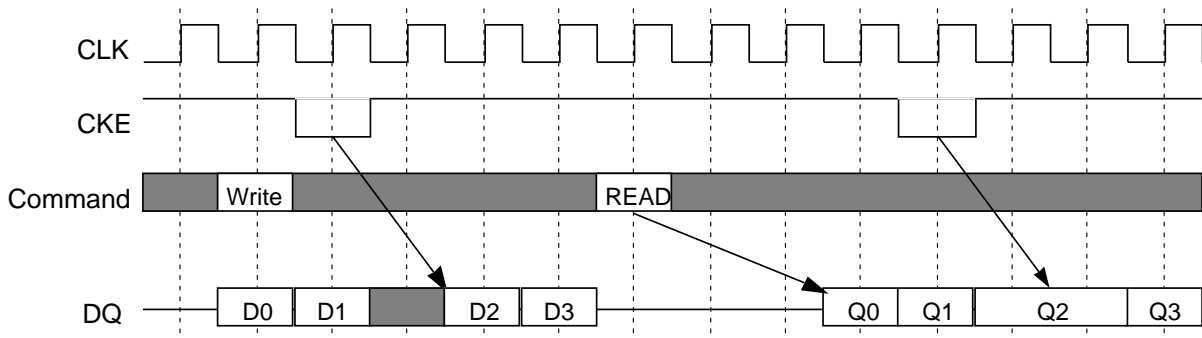 CLK
CKE
Command Write READ
DQ D0 D1 D2 D3 Q0 Q1 Q2 Q3